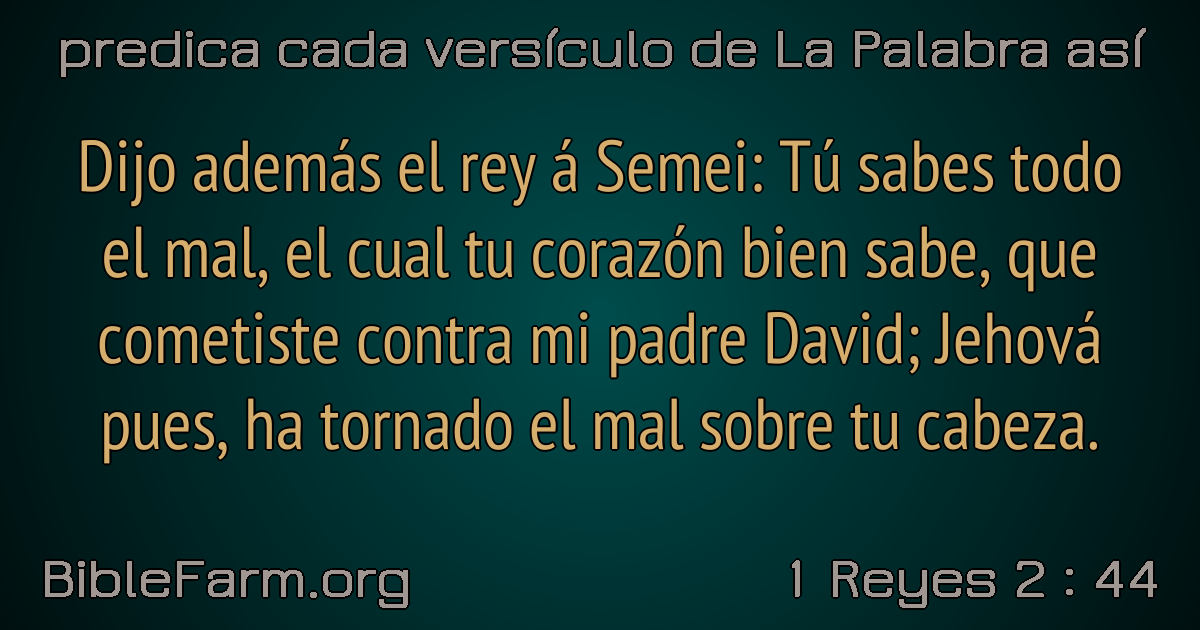 predica cada versículo de La Palabra así
Dijo además el rey á Semei: Tú sabes todo
el mal, el cual tu corazón bien sabe, que
cometiste contra mi padre David; Jehová
pues, ha tornado el mal sobre tu cabeza.
BibleFarm.org
1 Reyes 2 : 44